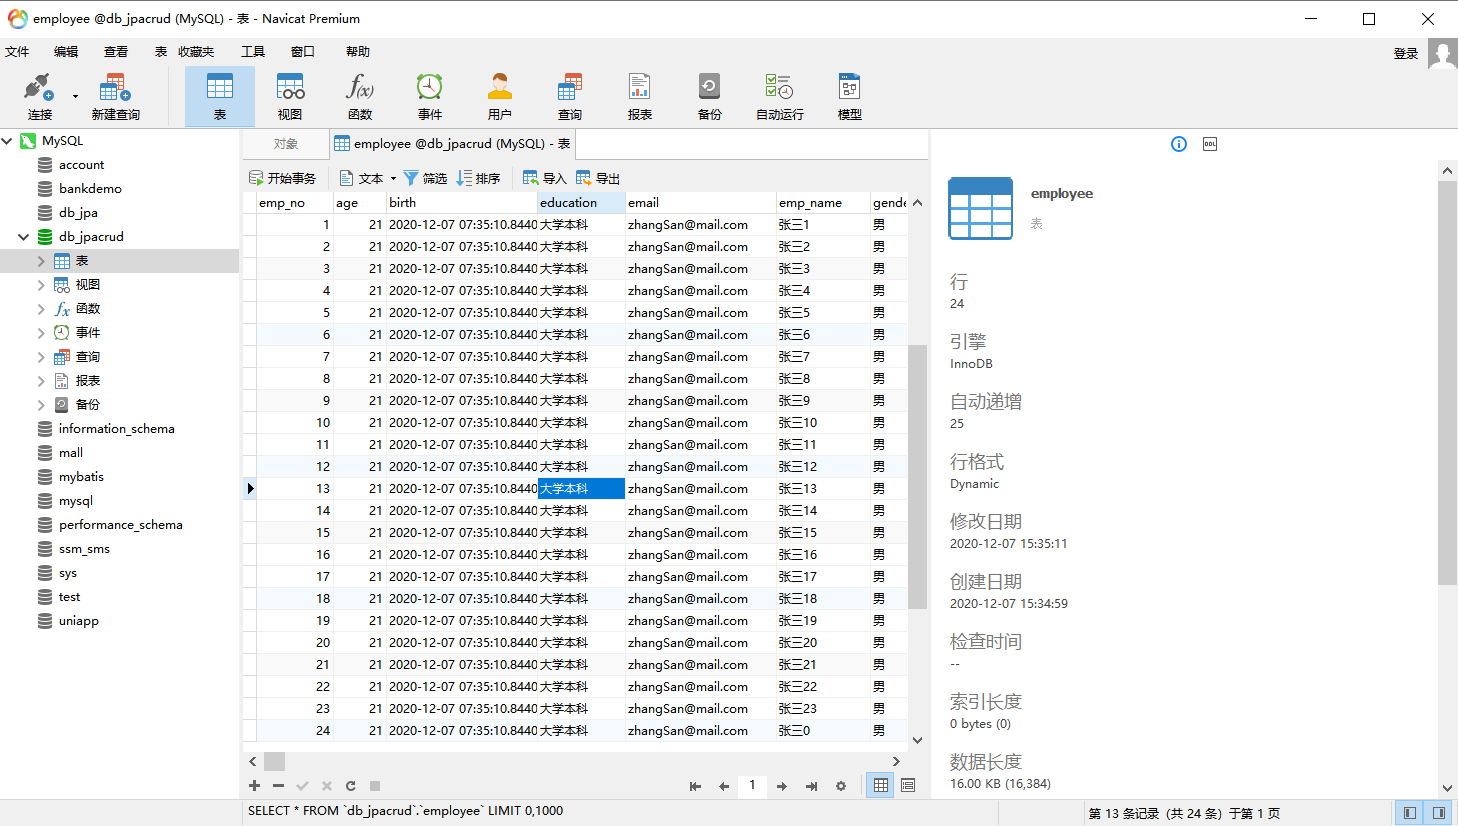 employee @db_jpacrud (MySQL) - 表 - Navicat Premium
文件 编辑 查看 表 收藏夹 工具 窗口 帮助 登录
连接 新建查询 表 视图 函数 事件 用户 查询 报表 备份 自动运行 模型
MySQL
account
bankdemo
db_jpa
db_jpacrud
表
视图
函数
事件
查询
报表
备份
information_schema
mall
mybatis
mysql
performance_schema
ssm_sms
sys
test
uniapp
对象 employee @db_jpacrud (MySQL) - 表
开始事务 文本 筛选 排序 导入 导出
emp_no age birth education email emp_name gende
1 21 2020-12-07 07:35:10.8440 大学本科 zhangSan@mail.com 张三1 男
2 21 2020-12-07 07:35:10.8440 大学本科 zhangSan@mail.com 张三2 男
3 21 2020-12-07 07:35:10.8440 大学本科 zhangSan@mail.com 张三3 男
4 21 2020-12-07 07:35:10.8440 大学本科 zhangSan@mail.com 张三4 男
5 21 2020-12-07 07:35:10.8440 大学本科 zhangSan@mail.com 张三5 男
6 21 2020-12-07 07:35:10.8440 大学本科 zhangSan@mail.com 张三6 男
7 21 2020-12-07 07:35:10.8440 大学本科 zhangSan@mail.com 张三7 男
8 21 2020-12-07 07:35:10.8440 大学本科 zhangSan@mail.com 张三8 男
9 21 2020-12-07 07:35:10.8440 大学本科 zhangSan@mail.com 张三9 男
10 21 2020-12-07 07:35:10.8440 大学本科 zhangSan@mail.com 张三10 男
11 21 2020-12-07 07:35:10.8440 大学本科 zhangSan@mail.com 张三11 男
12 21 2020-12-07 07:35:10.8440 大学本科 zhangSan@mail.com 张三12 男
13 21 2020-12-07 07:35:10.8440 大学本科 zhangSan@mail.com 张三13 男
14 21 2020-12-07 07:35:10.8440 大学本科 zhangSan@mail.com 张三14 男
15 21 2020-12-07 07:35:10.8440 大学本科 zhangSan@mail.com 张三15 男
16 21 2020-12-07 07:35:10.8440 大学本科 zhangSan@mail.com 张三16 男
17 21 2020-12-07 07:35:10.8440 大学本科 zhangSan@mail.com 张三17 男
18 21 2020-12-07 07:35:10.8440 大学本科 zhangSan@mail.com 张三18 男
19 21 2020-12-07 07:35:10.8440 大学本科 zhangSan@mail.com 张三19 男
20 21 2020-12-07 07:35:10.8440 大学本科 zhangSan@mail.com 张三20 男
21 21 2020-12-07 07:35:10.8440 大学本科 zhangSan@mail.com 张三21 男
22 21 2020-12-07 07:35:10.8440 大学本科 zhangSan@mail.com 张三22 男
23 21 2020-12-07 07:35:10.8440 大学本科 zhangSan@mail.com 张三23 男
24 21 2020-12-07 07:35:10.8440 大学本科 zhangSan@mail.com 张三0 男
1
DDL
employee
表
行
24
引擎
InnoDB
自动递增
25
行格式
Dynamic
修改日期
2020-12-07 15:35:11
创建日期
2020-12-07 15:34:59
检查时间
--
索引长度
0 bytes (0)
数据长度
16.00 KB (16,384)
SELECT * FROM `db_jpacrud`.`employee` LIMIT 0,1000
第 13 条记录 (共 24 条) 于第 1 页